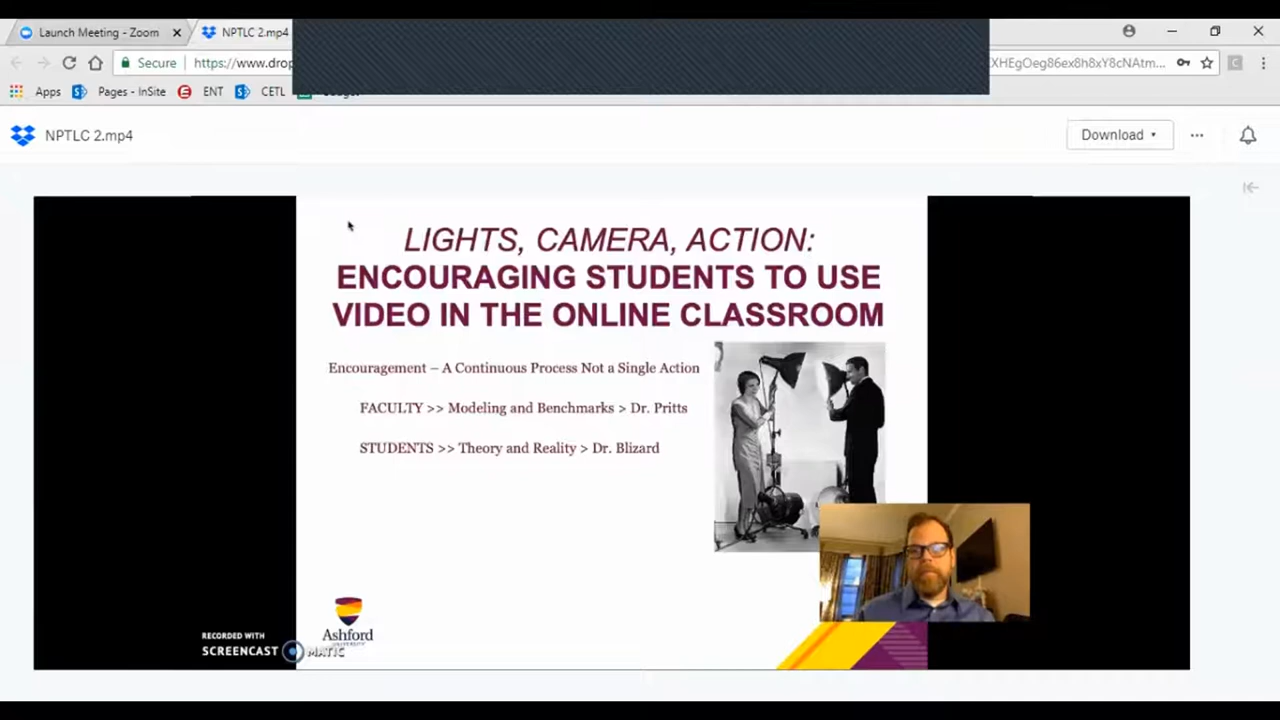 Launch Meeting - Zoom
NPTLC 2.mp4
Secure
https://www.drop
XHEgOeg86ex8h8xY8cNAtm...
Apps
Pages - InSite
ENT
CETL
NPTLC 2.mp4
Download
LIGHTS, CAMERA, ACTION:
ENCOURAGING STUDENTS TO USE
VIDEO IN THE ONLINE CLASSROOM
Encouragement – A Continuous Process Not a Single Action
FACULTY >> Modeling and Benchmarks > Dr. Pritts
STUDENTS >> Theory and Reality > Dr. Blizard
Ashford
RECORDED WITH
SCREENCAST MATIC